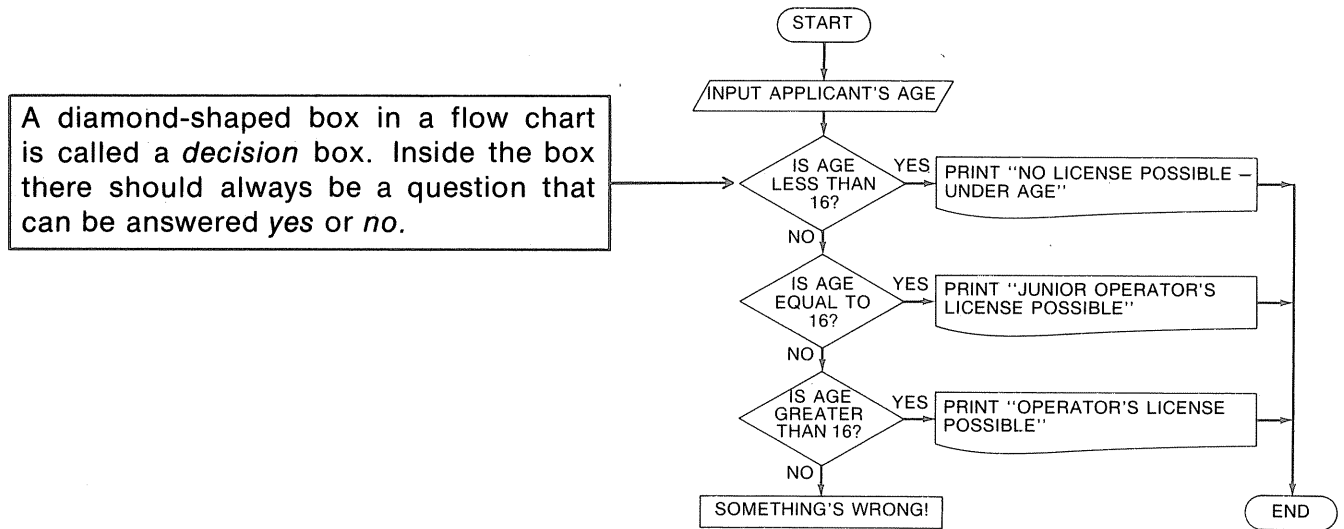 START
INPUT APPLICANT'S AGE
A diamond-shaped box in a flow chart
is called a decision box. Inside the box
there should always be a question that
can be answered yes or no.
IS AGE
LESS THAN
16?
YES
PRINT "NO LICENSE POSSIBLE –
UNDER AGE"
NO
IS AGE
EQUAL TO
16?
YES
PRINT "JUNIOR OPERATOR'S
LICENSE POSSIBLE"
NO
IS AGE
GREATER
THAN 16?
YES
PRINT "OPERATOR'S LICENSE
POSSIBLE"
NO
SOMETHING'S WRONG!
END